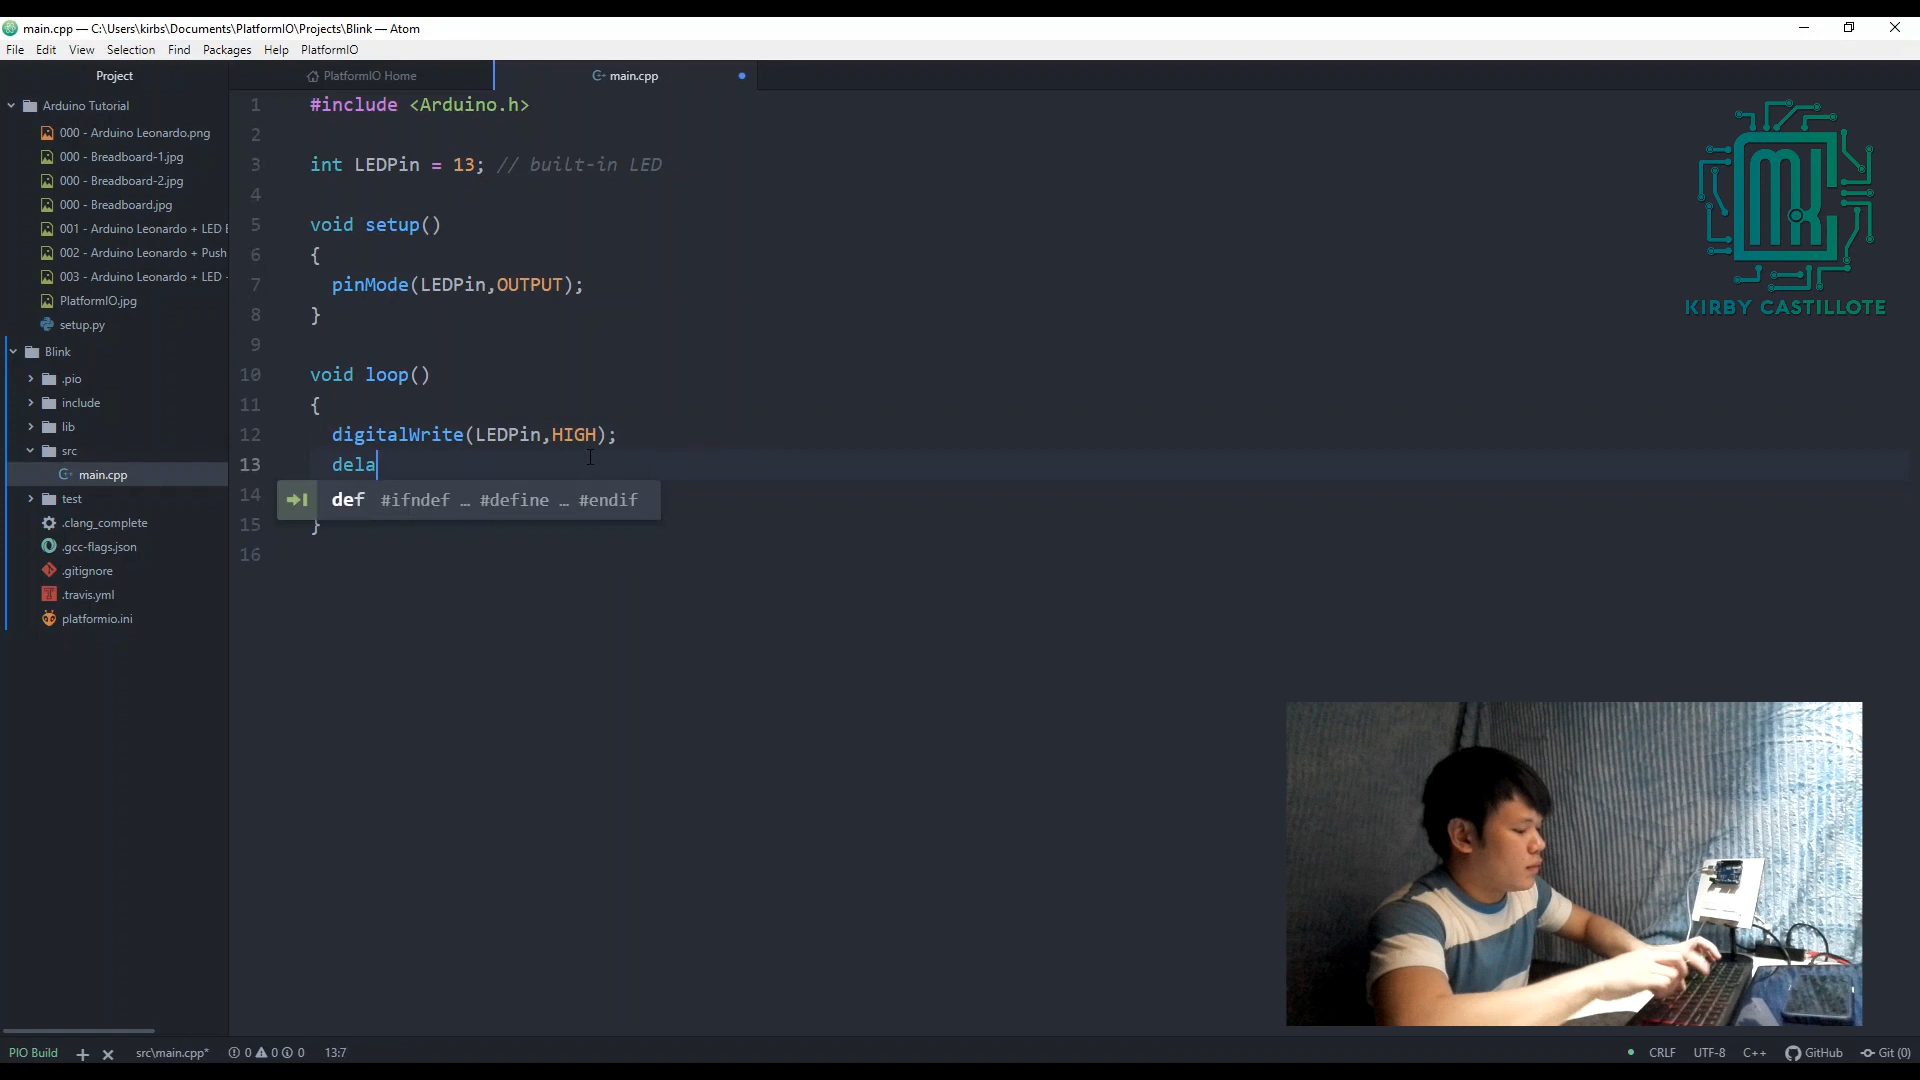 main.cpp — C:\Users\kirbs\Documents\PlatformIO\Projects\Blink — Atom
File Edit View Selection Find Packages Help PlatformIO
Project
PlatformIO Home
main.cpp
Arduino Tutorial
000 - Arduino Leonardo.png
000 - Breadboard-1.jpg
000 - Breadboard-2.jpg
000 - Breadboard.jpg
001 - Arduino Leonardo + LED B
002 - Arduino Leonardo + Push
003 - Arduino Leonardo + LED -
PlatformIO.jpg
setup.py
Blink
.pio
include
lib
src
main.cpp
test
.clang_complete
.gcc-flags.json
.gitignore
.travis.yml
platformio.ini
1 #include <Arduino.h>
2
3 int LEDPin = 13; // built-in LED
4
5 void setup()
6 {
7 pinMode(LEDPin,OUTPUT);
8 }
9
10 void loop()
11 {
12 digitalWrite(LEDPin,HIGH);
13 dela
14
def #ifndef … #define … #endif
15 }
16
KIRBY CASTILLOTE
PIO Build + × src\main.cpp* 0 0 0 13:7
CRLF UTF-8 C++ GitHub Git (0)